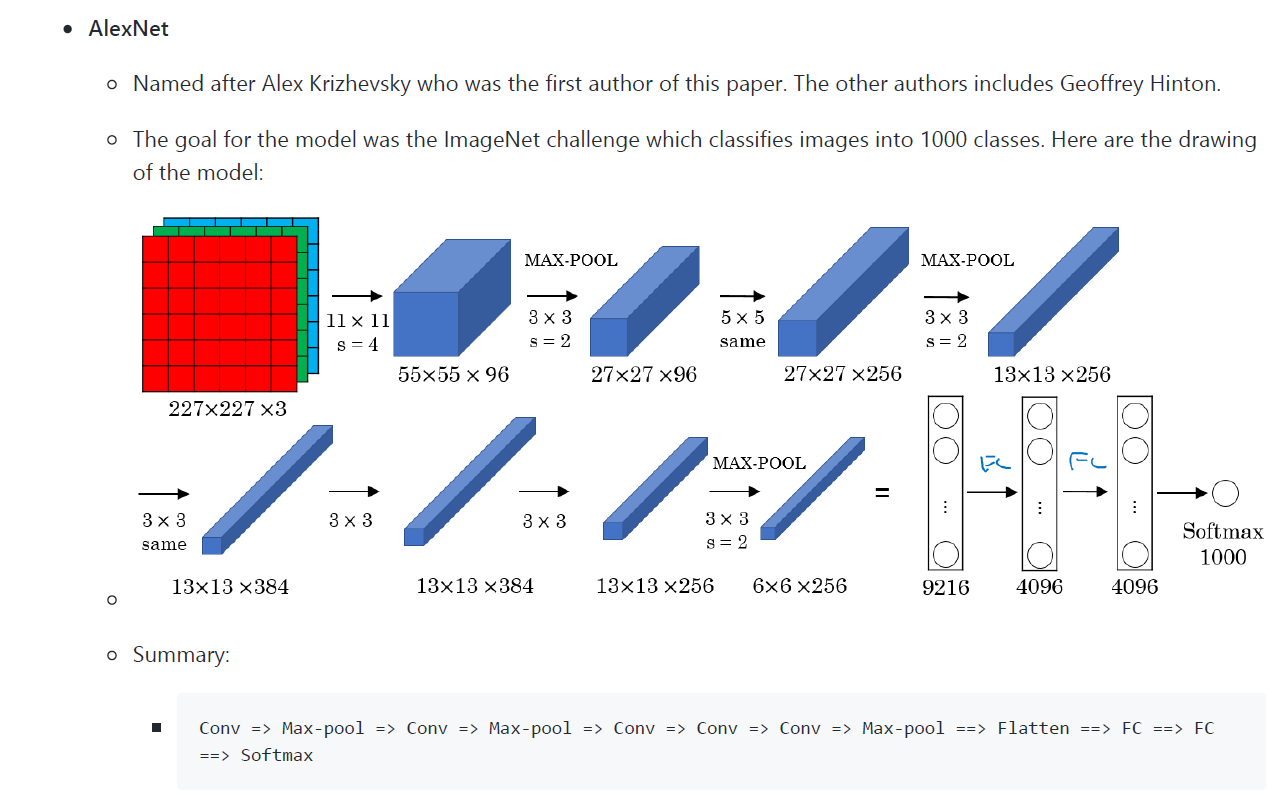 AlexNet
Named after Alex Krizhevsky who was the first author of this paper. The other authors includes Geoffrey Hinton.
The goal for the model was the ImageNet challenge which classifies images into 1000 classes. Here are the drawing
of the model:
227×227 ×3
11 × 11
s = 4
55×55 × 96
MAX-POOL
3 × 3
s = 2
27×27 ×96
5 × 5
same
27×27 ×256
MAX-POOL
3 × 3
s = 2
13×13 ×256
3 × 3
same
13×13 ×384
3 × 3
13×13 ×384
3 × 3
13×13 ×256
MAX-POOL
3 × 3
s = 2
6×6 ×256
=
⋮
9216
FC
⋮
4096
FC
⋮
4096
Softmax
1000
Summary:
Conv => Max-pool => Conv => Max-pool => Conv => Conv => Conv => Max-pool ==> Flatten ==> FC ==> FC
==> Softmax